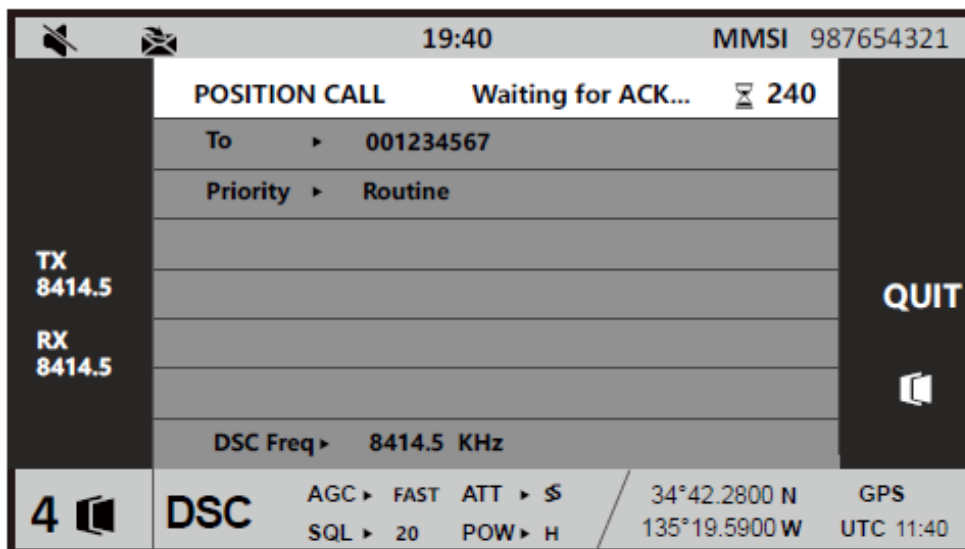 19:40 MMSI 987654321
POSITION CALL Waiting for ACK... 240
To ▸ 001234567
Priority ▸ Routine
TX
8414.5
RX
8414.5
QUIT
DSC Freq ▸ 8414.5 KHz
4 DSC
AGC ▸ FAST ATT ▸
SQL ▸ 20 POW ▸ H
34°42.2800 N GPS
135°19.5900 W UTC 11:40